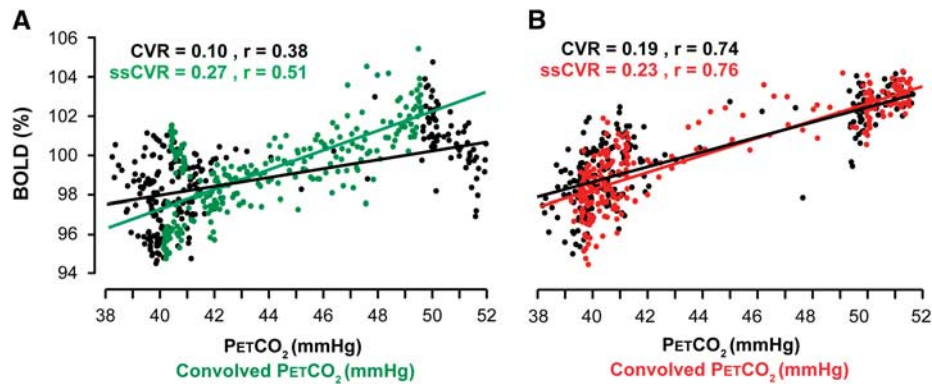 A
CVR = 0.10 , r = 0.38
ssCVR = 0.27 , r = 0.51
BOLD (%)
106
104
102
100
98
96
94
38 40 42 44 46 48 50 52
PETCO2 (mmHg)
Convolved PETCO2 (mmHg)
B
CVR = 0.19 , r = 0.74
ssCVR = 0.23 , r = 0.76
38 40 42 44 46 48 50 52
PETCO2 (mmHg)
Convolved PETCO2 (mmHg)